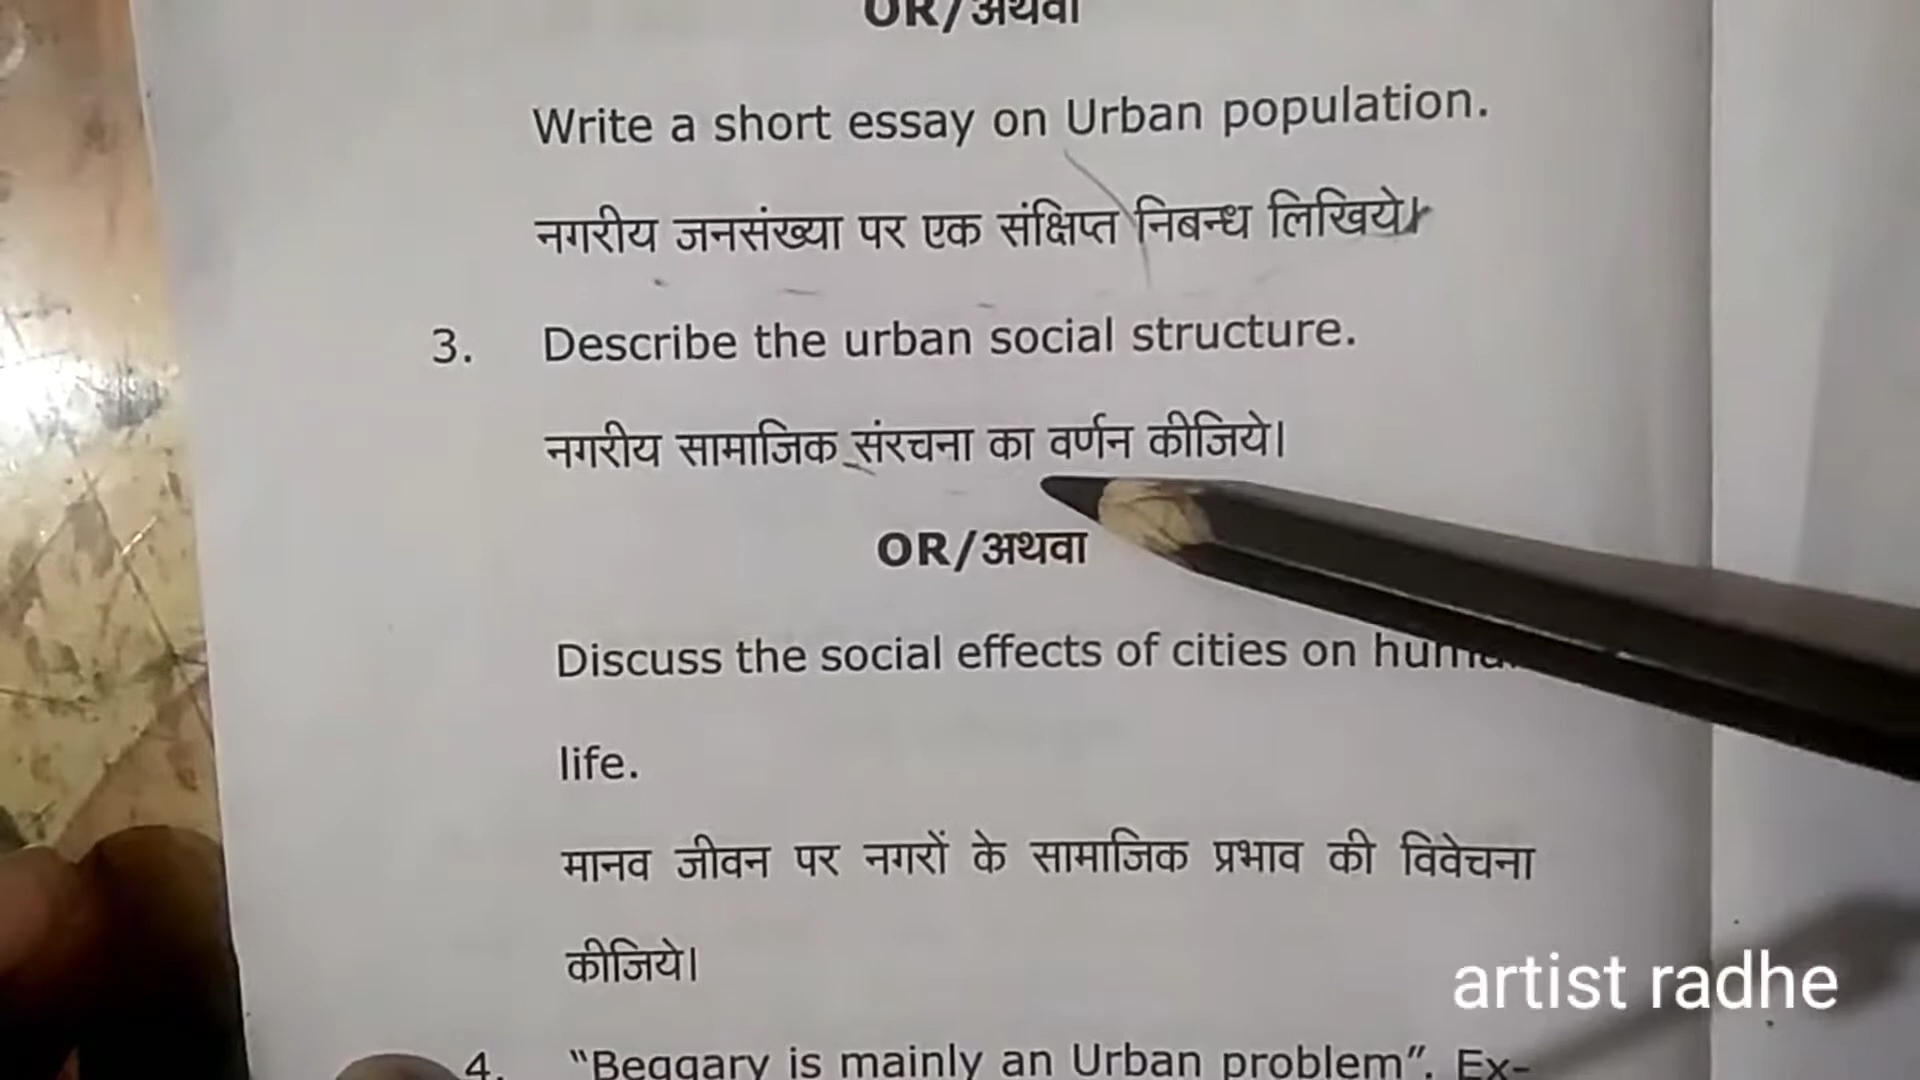 OR/अथवा
Write a short essay on Urban population.
नगरीय जनसंख्या पर एक संक्षिप्त निबन्ध लिखिये।
3. Describe the urban social structure.
नगरीय सामाजिक संरचना का वर्णन कीजिये।
OR/अथवा
Discuss the social effects of cities on
life.
मानव जीवन पर नगरों के सामाजिक प्रभाव की विवेचना
कीजिये।
artist radhe
4. "Beggary is mainly an Urban problem". Ex-